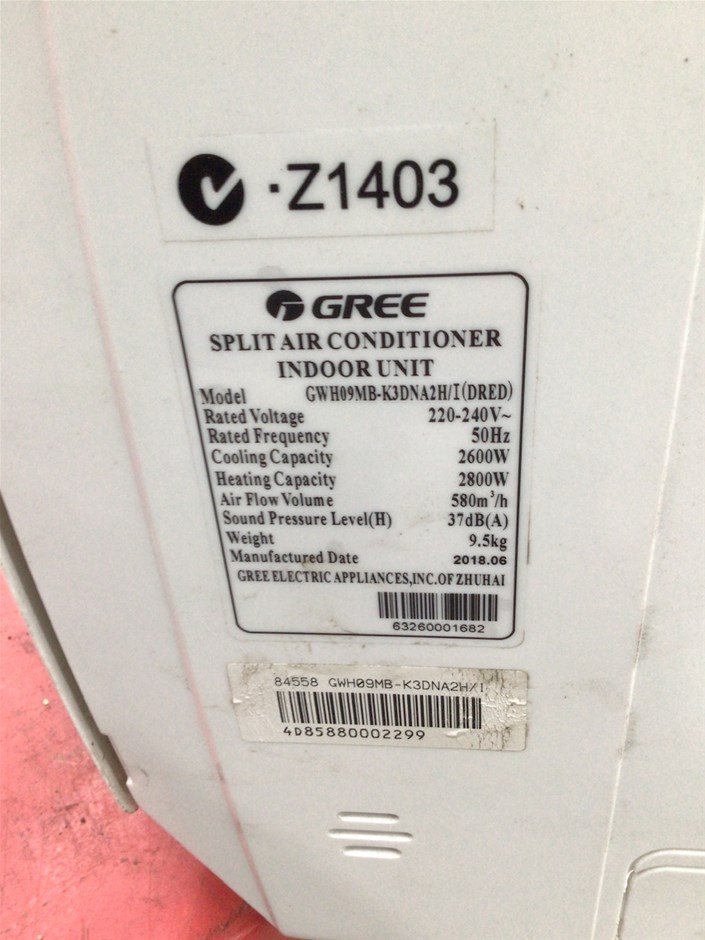 ·Z1403
GREE
SPLIT AIR CONDITIONER
INDOOR UNIT
Model GWH09MB-K3DNA2H/I(DRED)
Rated Voltage 220-240V~
Rated Frequency 50Hz
Cooling Capacity 2600W
Heating Capacity 2800W
Air Flow Volume 580m³/h
Sound Pressure Level(H) 37dB(A)
Weight 9.5kg
Manufactured Date 2018.06
GREE ELECTRIC APPLIANCES,INC.OF ZHUHAI
63260001682
84558 GWH09MB-K3DNA2H/I
4D85880002299